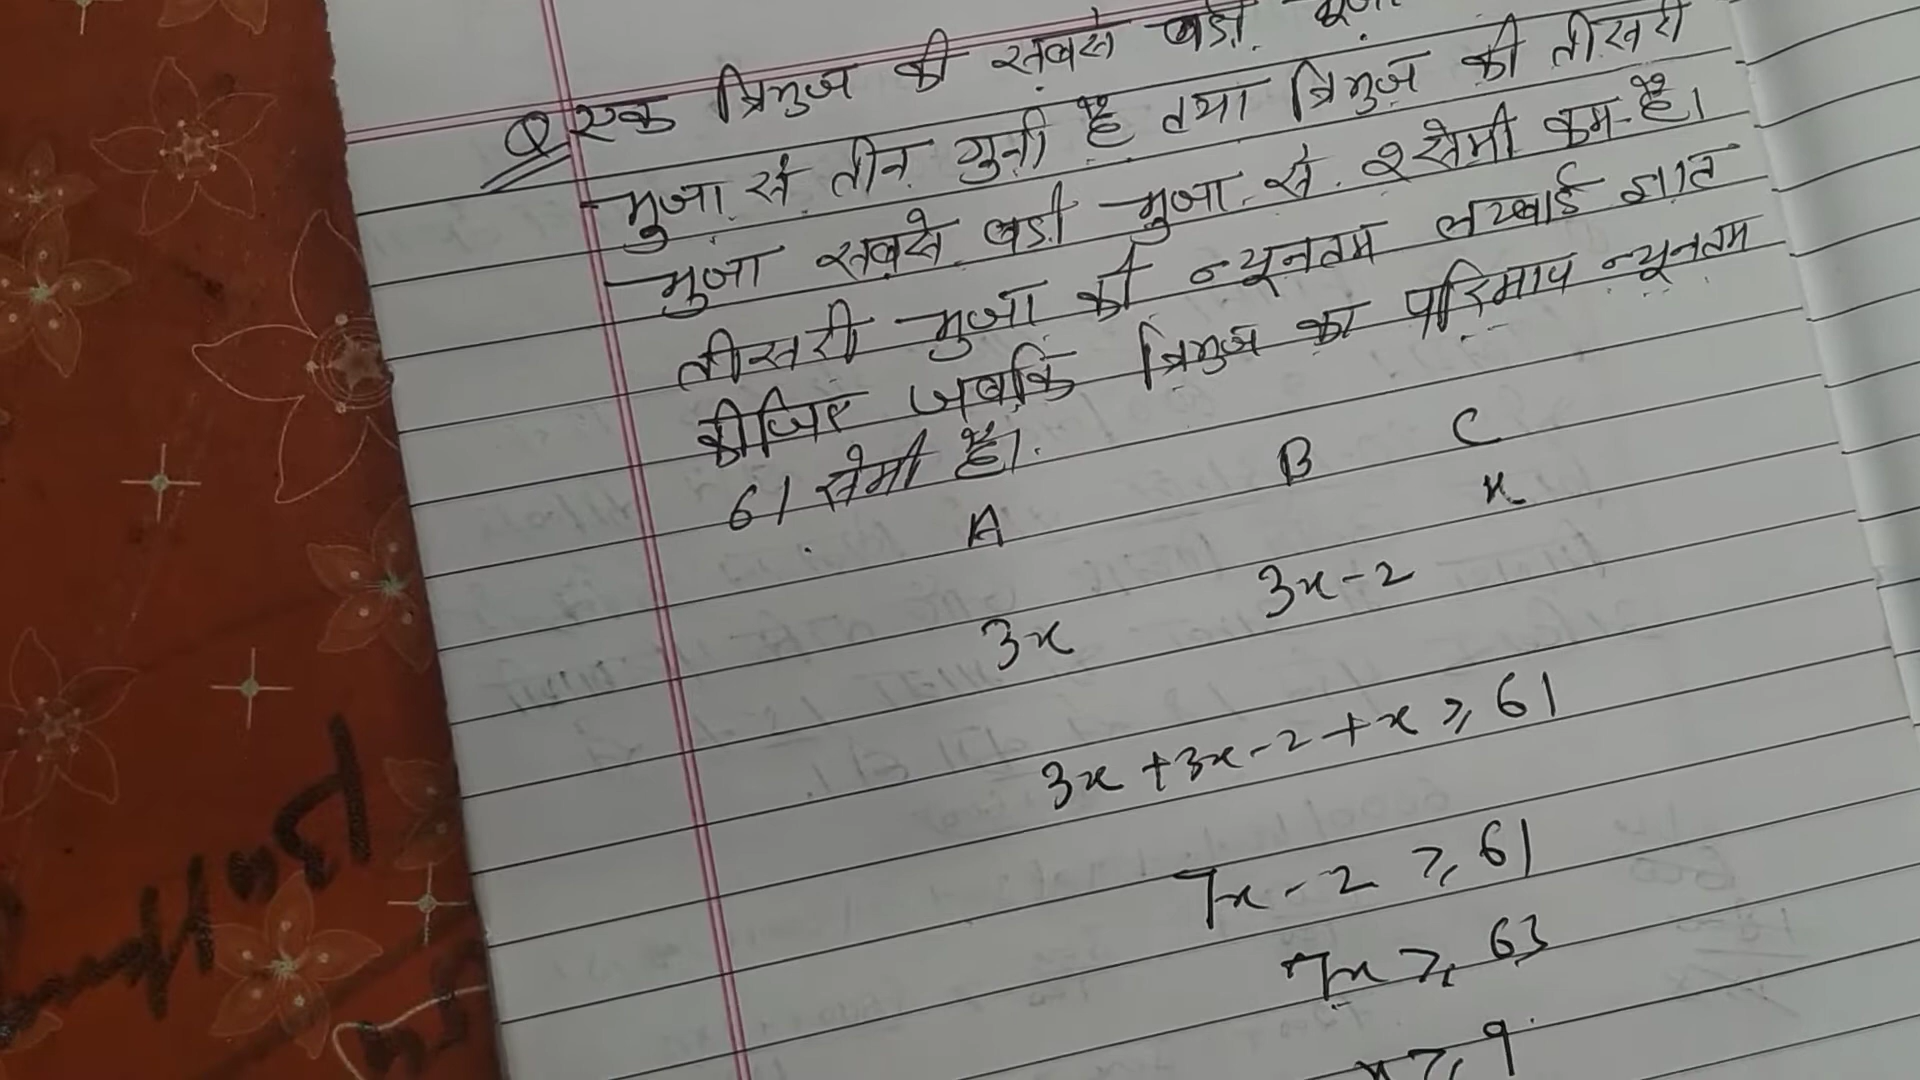 Q एक त्रिभुज की सबसे बड़ी
भुजा से तीन गुनी है तथा त्रिभुज की तीसरी
भुजा सबसे बड़ी भुजा से 2 सेमी कम है।
तीसरी भुजा की न्यूनतम लम्बाई ज्ञात
कीजिए जबकि त्रिभुज का परिमाप न्यूनतम
61 सेमी है।
A B C
3x 3x-2 x
3x+3x-2+x ≥ 61
7x-2 ≥ 61
7x ≥ 63
x ≥ 9